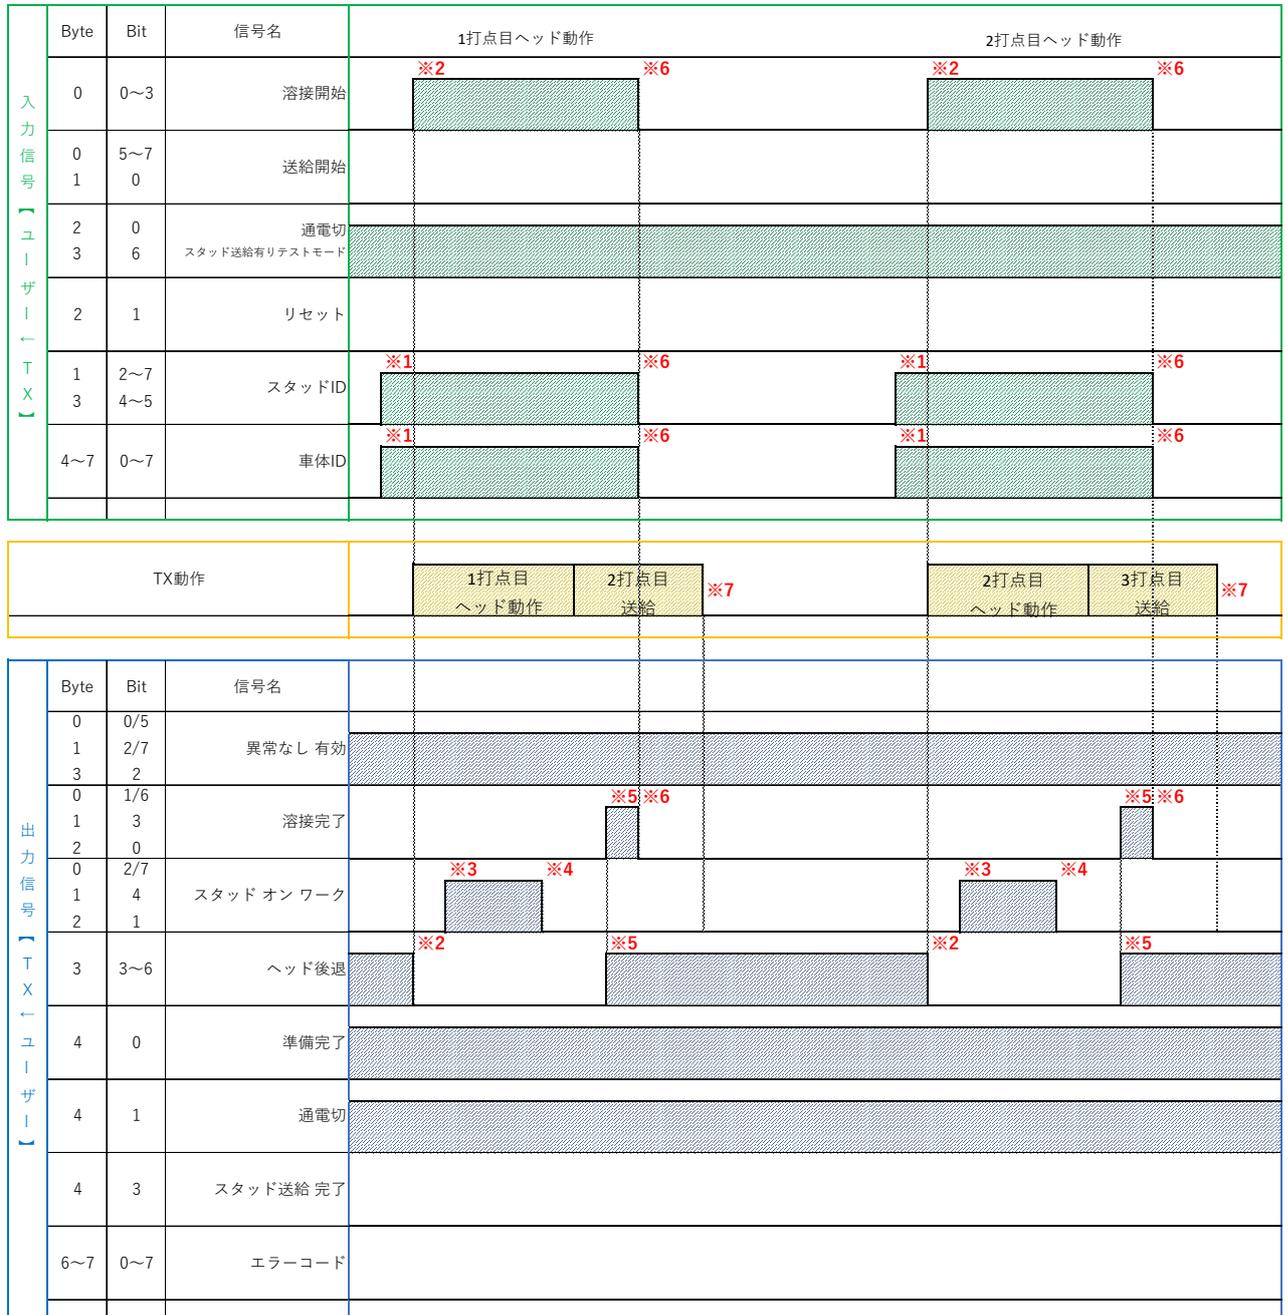 Byte Bit 信号名 1打点目ヘッド動作 2打点目ヘッド動作
入力信号【ユーザー←TX】
※2 ※6 ※2 ※6
0 0～3 溶接開始
0 5～7 送給開始
1 0
2 0 通電切
3 6 スタッド送給有りテストモード
2 1 リセット
※1 ※6 ※1 ※6
1 2～7 スタッドID
3 4～5
※1 ※6 ※1 ※6
4～7 0～7 車体ID
TX動作 1打点目 2打点目 ※7 2打点目 3打点目 ※7
ヘッド動作 送給 ヘッド動作 送給
Byte Bit 信号名
出力信号【TX←ユーザー】
0 0/5
1 2/7 異常なし 有効
3 2
0 1/6 ※5 ※6 ※5 ※6
1 3 溶接完了
2 0
0 2/7 ※3 ※4 ※3 ※4
1 4 スタッド オン ワーク
2 1
※2 ※5 ※2 ※5
3 3～6 ヘッド後退
4 0 準備完了
4 1 通電切
4 3 スタッド送給 完了
6～7 0～7 エラーコード